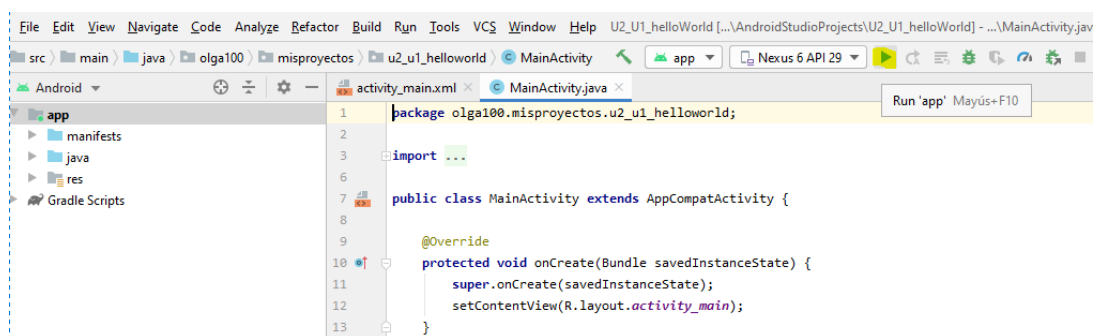 File Edit View Navigate Code Analyze Refactor Build Run Tools VCS Window Help U2_U1_helloWorld [...\AndroidStudioProjects\U2_U1_helloWorld] - ...\MainActivity.jav
src main java olga100 misproyectos u2_u1_helloworld MainActivity app Nexus 6 API 29
Android activity_main.xml MainActivity.java
Run 'app' Mayús+F10
app
manifests
java
res
Gradle Scripts
1 package olga100.misproyectos.u2_u1_helloworld;
2
3 import ...
6
7 public class MainActivity extends AppCompatActivity {
8
9 @Override
10 protected void onCreate(Bundle savedInstanceState) {
11 super.onCreate(savedInstanceState);
12 setContentView(R.layout.activity_main);
13 }